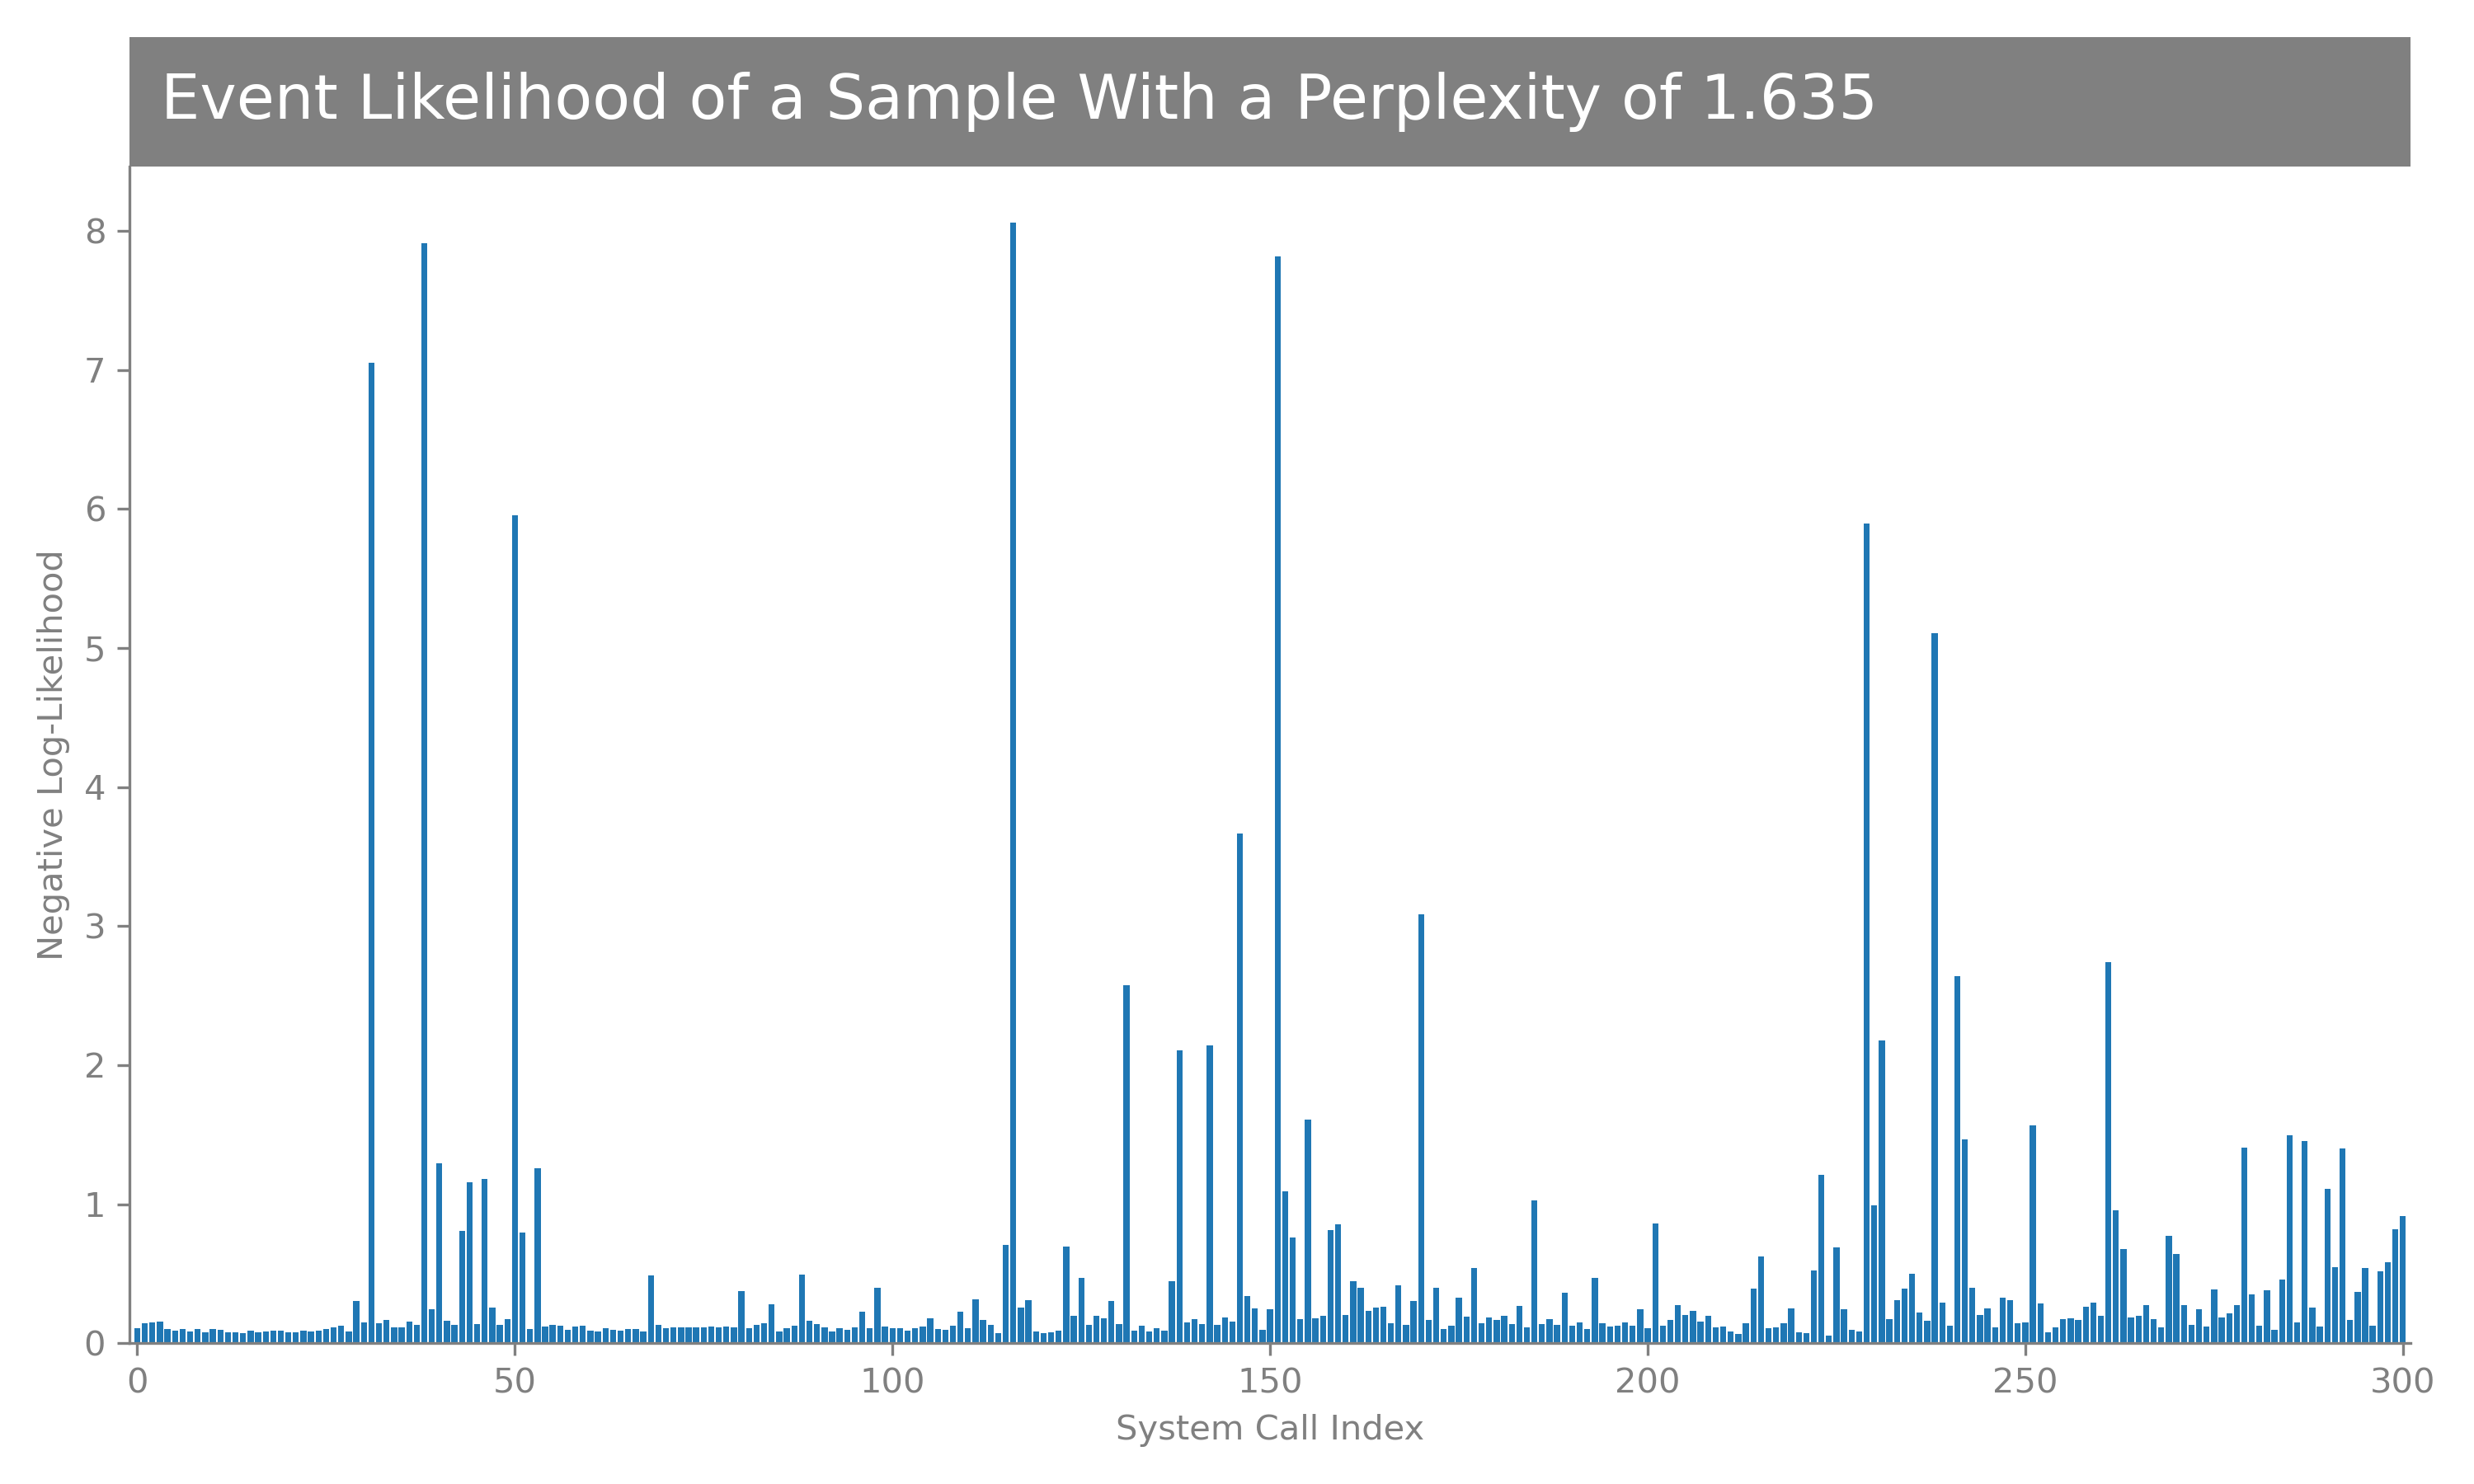 Event Likelihood of a Sample With a Perplexity of 1.635
8
7
6
5
4
3
2
1
0
Negative Log-Likelihood
0 50 100 150 200 250 300
System Call Index